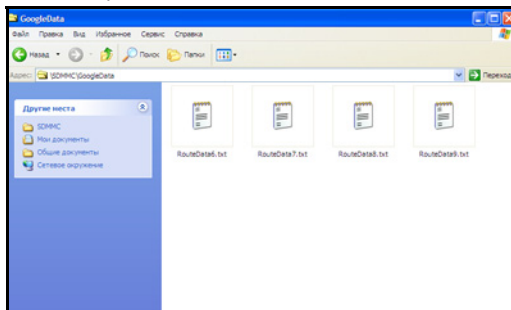 GoogleData
Файл Правка Вид Избранное Сервис Справка
Назад Поиск Папки
Адрес: \SDMMC\GoogleData Переход
Другие места
SDMMC
Мои документы
Общие документы
Сетевое окружение
RouteData6.txt RouteData7.txt RouteData8.txt RouteData9.txt